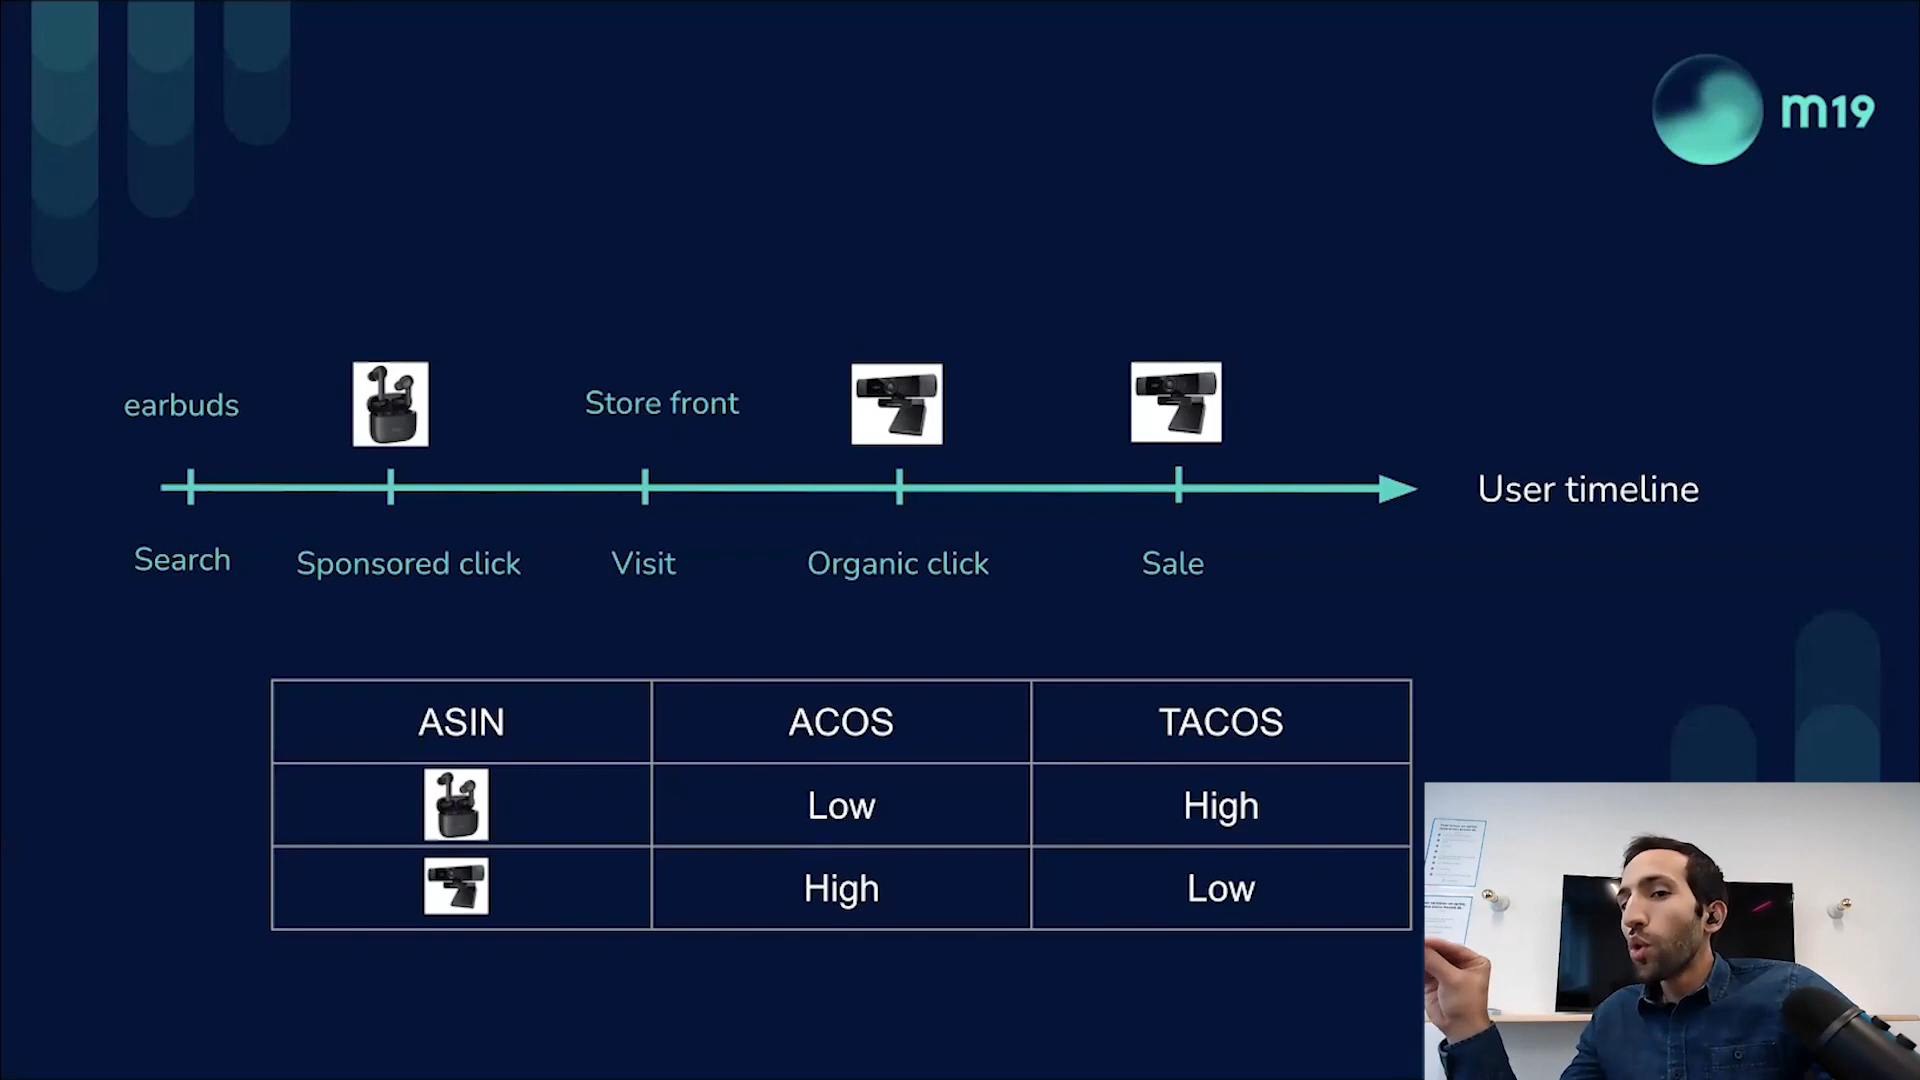 m19
earbuds
Store front
User timeline
Search
Sponsored click
Visit
Organic click
Sale
ASIN
ACOS
TACOS
Low
High
High
Low